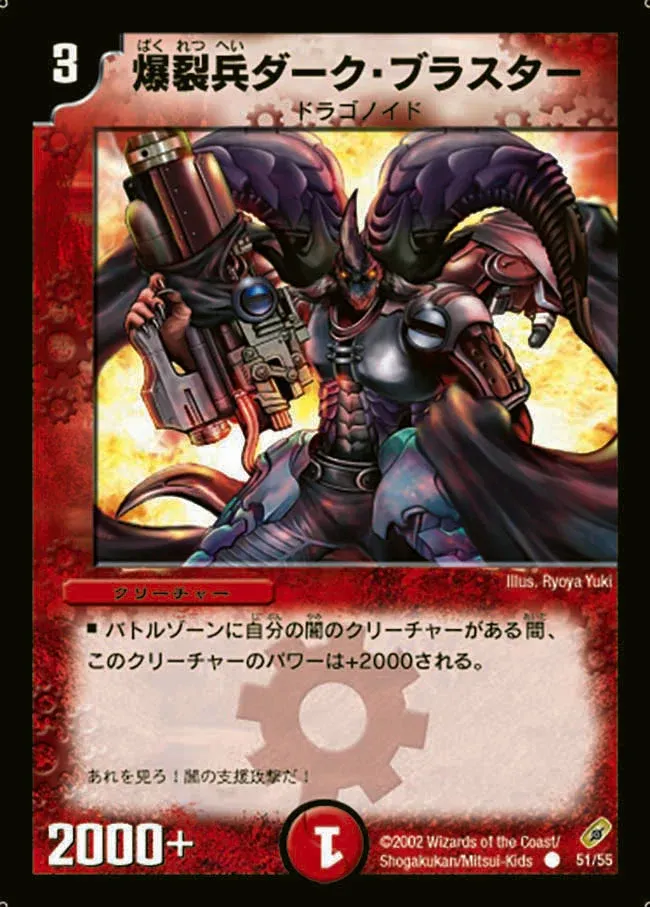 3
ばく れつ へい
爆裂兵ダーク・ブラスター
ドラゴノイド
Illus. Ryoya Yuki
クリーチャー
■ バトルゾーンに自分の闇のクリーチャーがある間、
このクリーチャーのパワーは+2000される。
あれを見ろ！闇の支援攻撃だ！
2000+
1
©2002 Wizards of the Coast/
Shogakukan/Mitsui-Kids ● 51/55